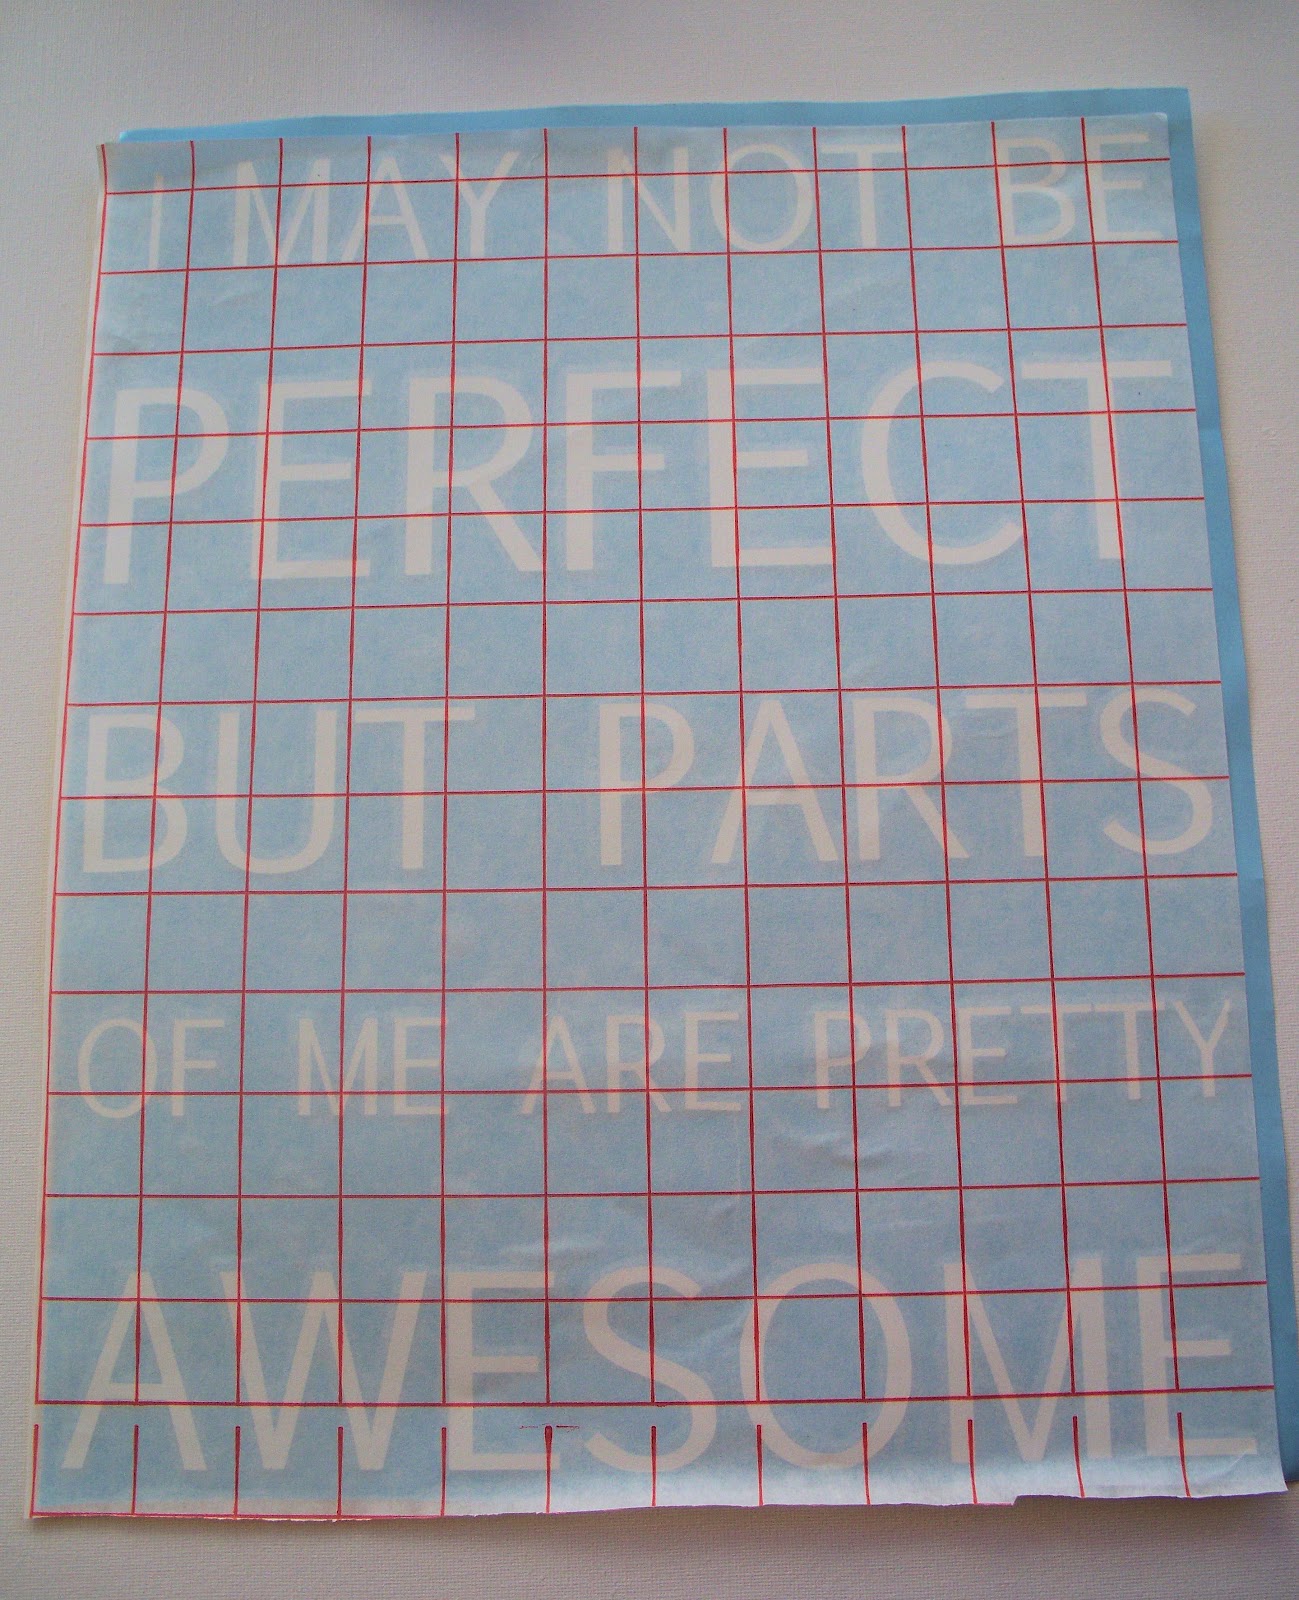 I MAY NOT BE
PERFECT
BUT PARTS
OF ME ARE PRETTY
AWESOME